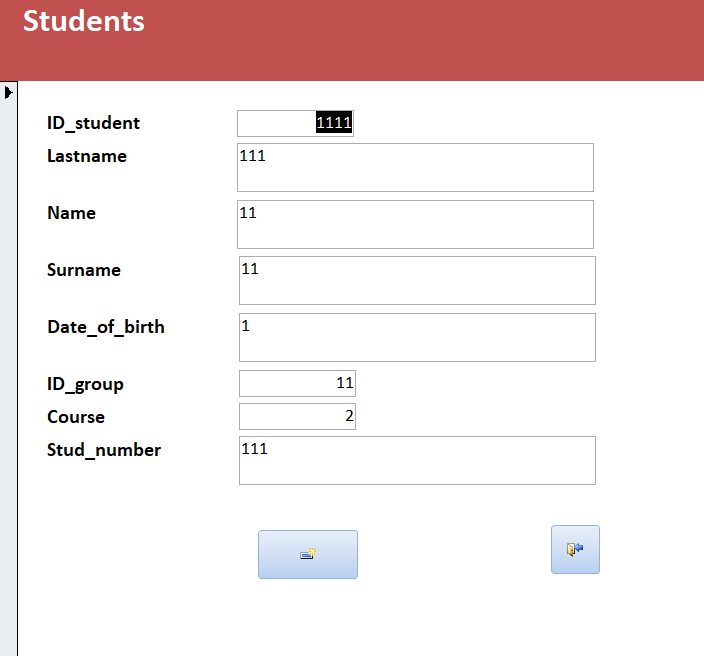 Students
ID_student 1111
Lastname 111
Name 11
Surname 11
Date_of_birth 1
ID_group 11
Course 2
Stud_number 111